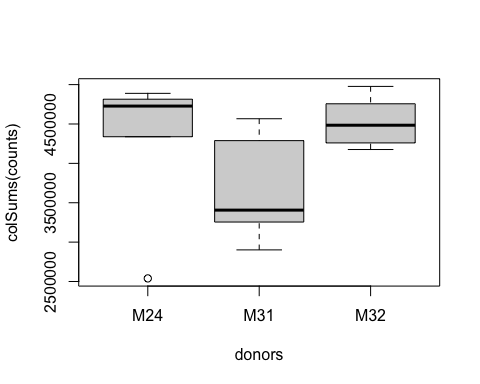 colSums(counts)
4500000
3500000
2500000
M24
M31
M32
donors